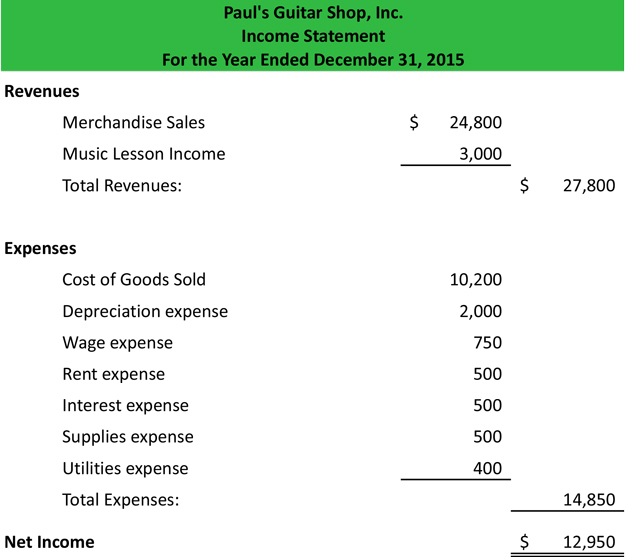 Paul's Guitar Shop, Inc.
Income Statement
For the Year Ended December 31, 2015
Revenues
Merchandise Sales $ 24,800
Music Lesson Income 3,000
Total Revenues: $ 27,800
Expenses
Cost of Goods Sold 10,200
Depreciation expense 2,000
Wage expense 750
Rent expense 500
Interest expense 500
Supplies expense 500
Utilities expense 400
Total Expenses: 14,850
Net Income $ 12,950